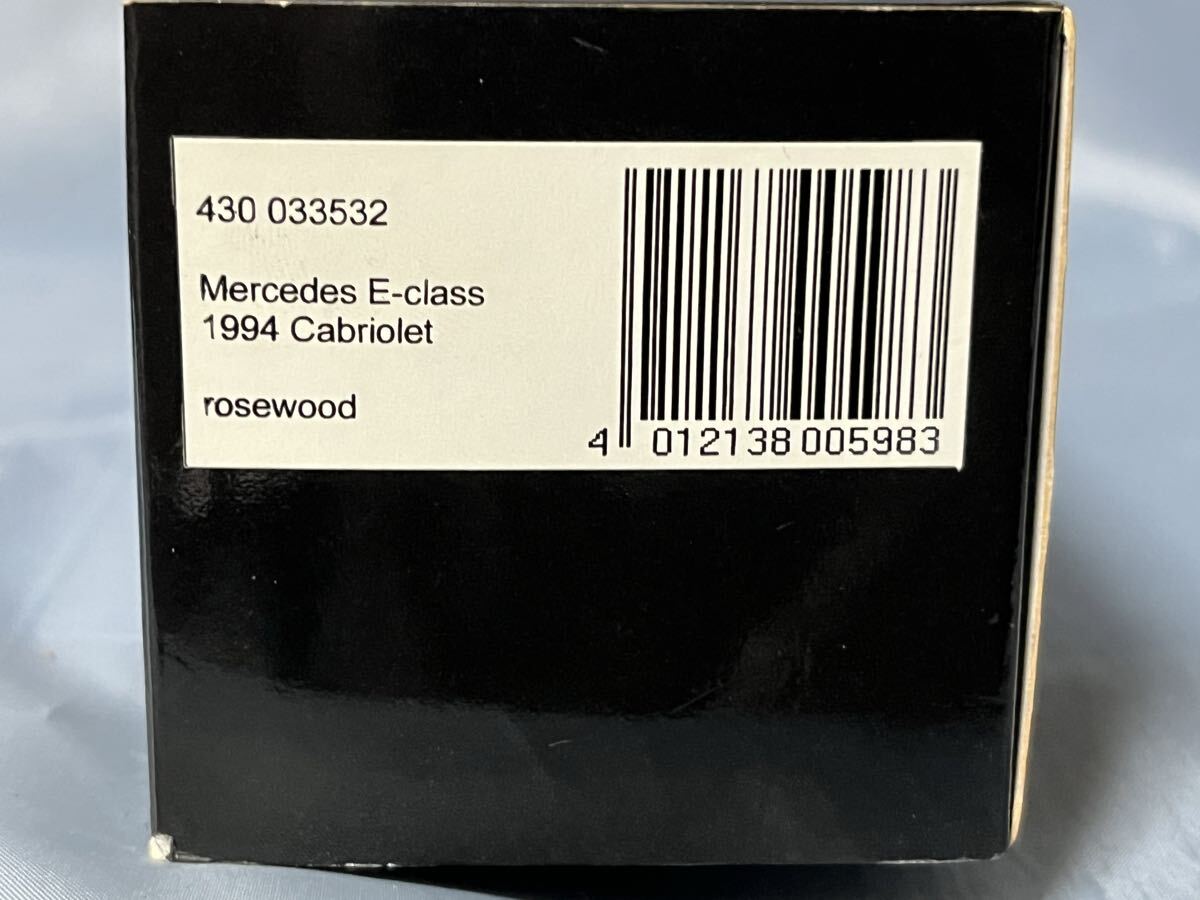 430 033532
Mercedes E-class
1994 Cabriolet
rosewood
4 012138 005983